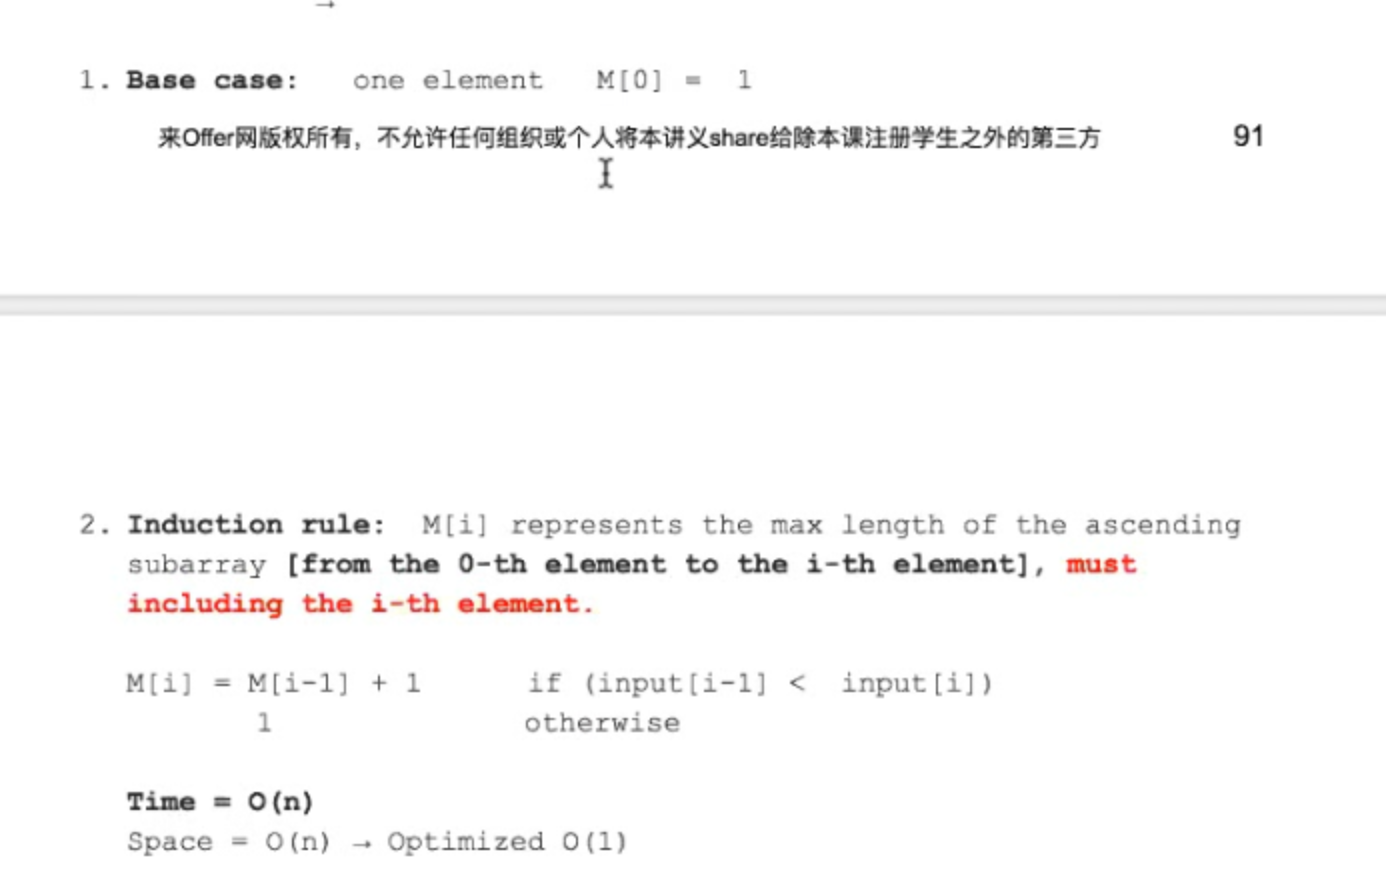 →
1. Base case: one element M[0] = 1
来Offer网版权所有，不允许任何组织或个人将本讲义share给除本课注册学生之外的第三方 91
2. Induction rule: M[i] represents the max length of the ascending
subarray [from the 0-th element to the i-th element], must
including the i-th element.
M[i] = M[i-1] + 1 if (input[i-1] < input[i])
1 otherwise
Time = O(n)
Space = O(n) → Optimized O(1)